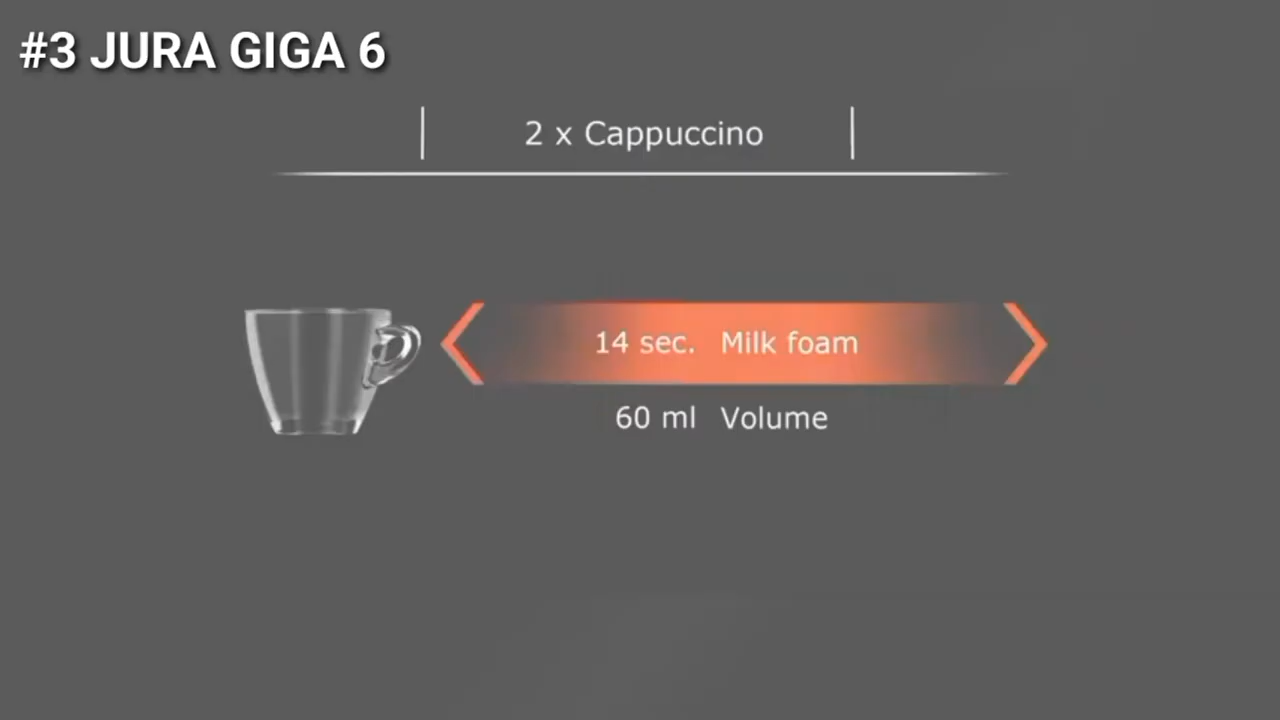 #3 JURA GIGA 6
2 x Cappuccino
14 sec. Milk foam
60 ml Volume